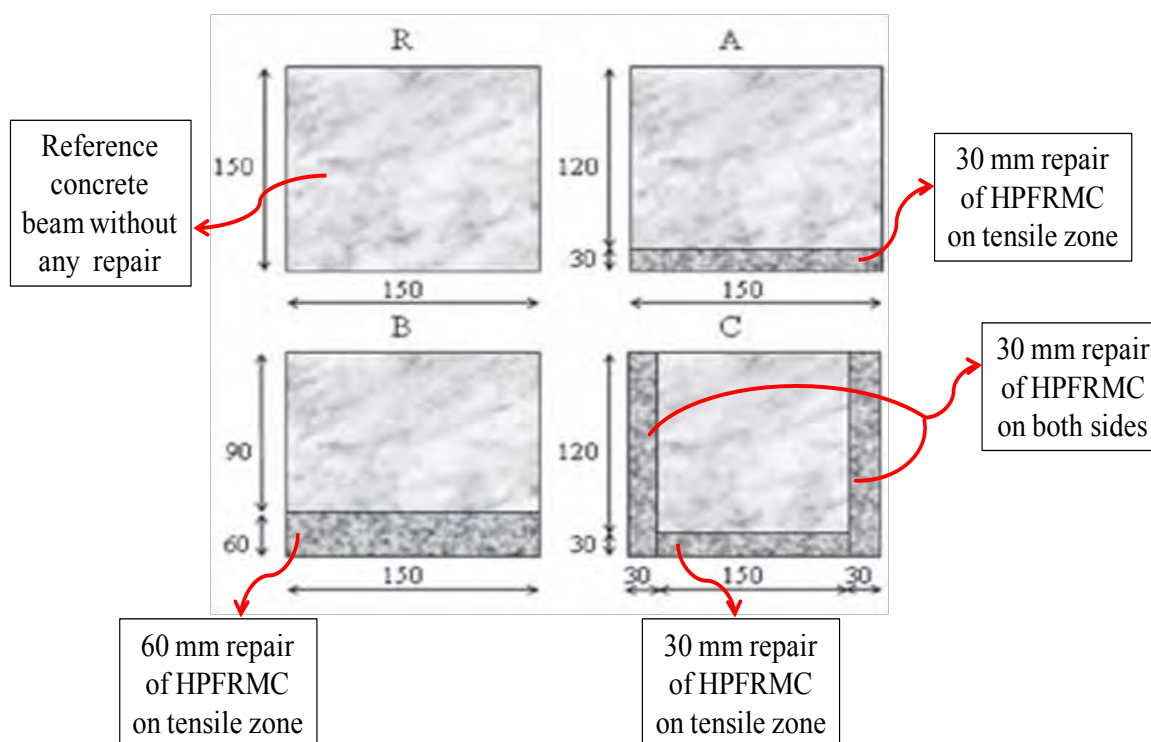 R
A
150
150
Reference
concrete
beam without
any repair
120
30
150
30 mm repair
of HPFRMC
on tensile zone
B
C
90
60
150
60 mm repair
of HPFRMC
on tensile zone
120
30
30
150
30
30 mm repair
of HPFRMC
on both sides
30 mm repair
of HPFRMC
on tensile zone